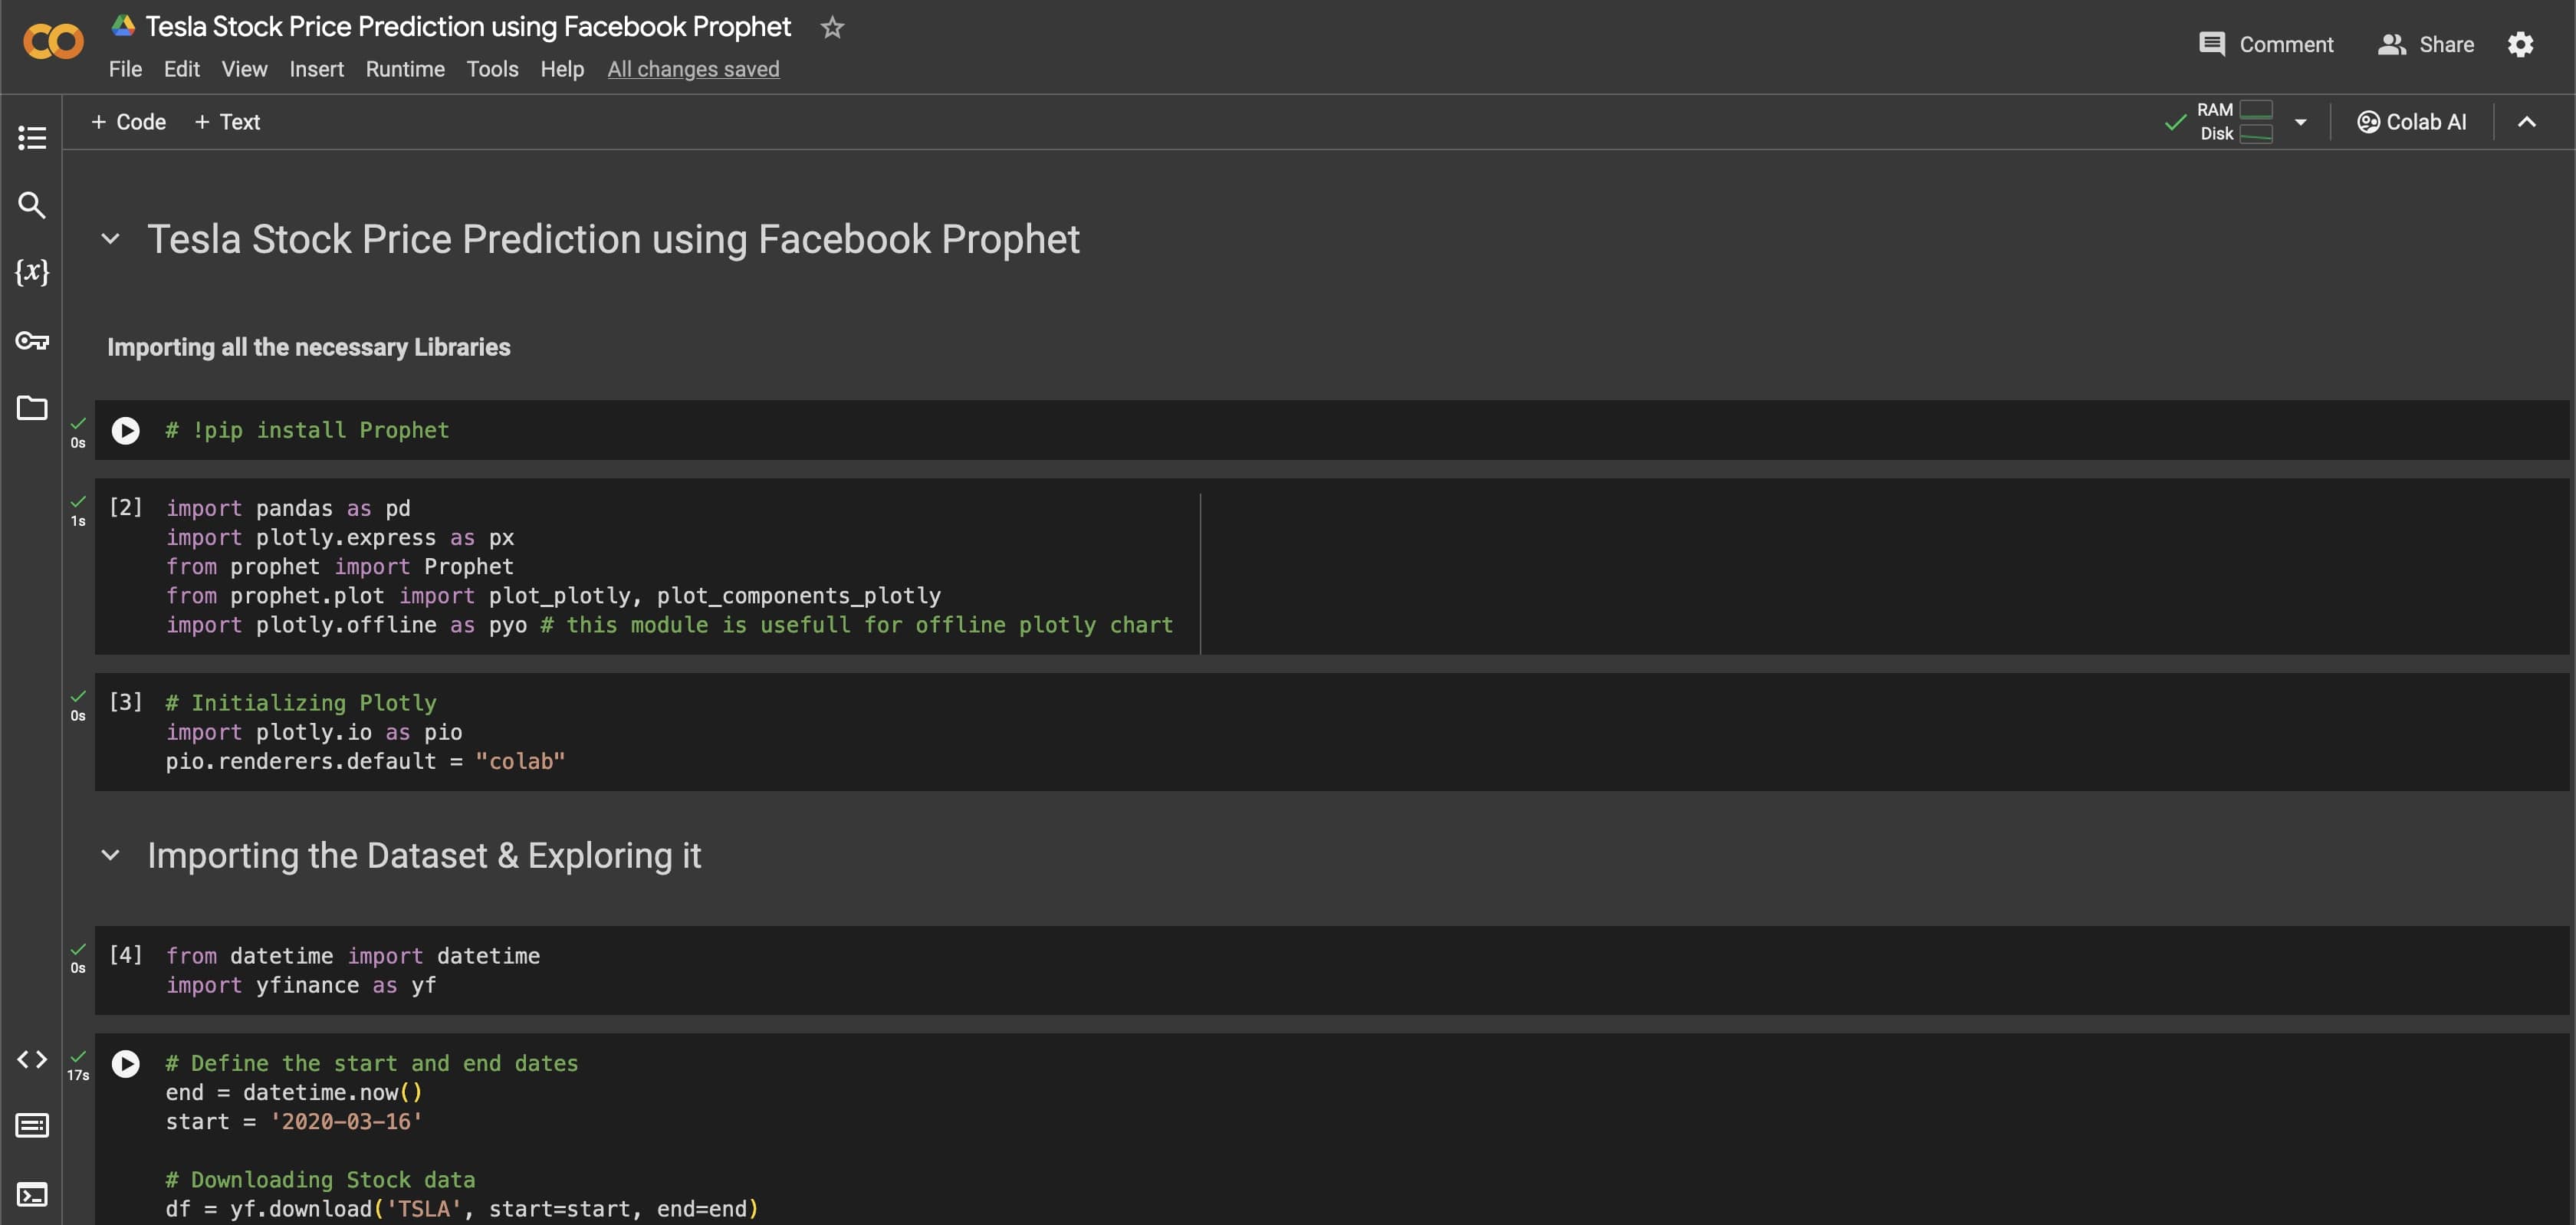 Tesla Stock Price Prediction using Facebook Prophet
File Edit View Insert Runtime Tools Help All changes saved
Comment Share
+ Code + Text
RAM
Disk
Colab AI
Tesla Stock Price Prediction using Facebook Prophet
{x}
Importing all the necessary Libraries
0s
# !pip install Prophet
1s
[2] import pandas as pd
import plotly.express as px
from prophet import Prophet
from prophet.plot import plot_plotly, plot_components_plotly
import plotly.offline as pyo # this module is usefull for offline plotly chart
0s
[3] # Initializing Plotly
import plotly.io as pio
pio.renderers.default = "colab"
Importing the Dataset & Exploring it
0s
[4] from datetime import datetime
import yfinance as yf
17s
# Define the start and end dates
end = datetime.now()
start = '2020-03-16'
# Downloading Stock data
df = yf.download('TSLA', start=start, end=end)